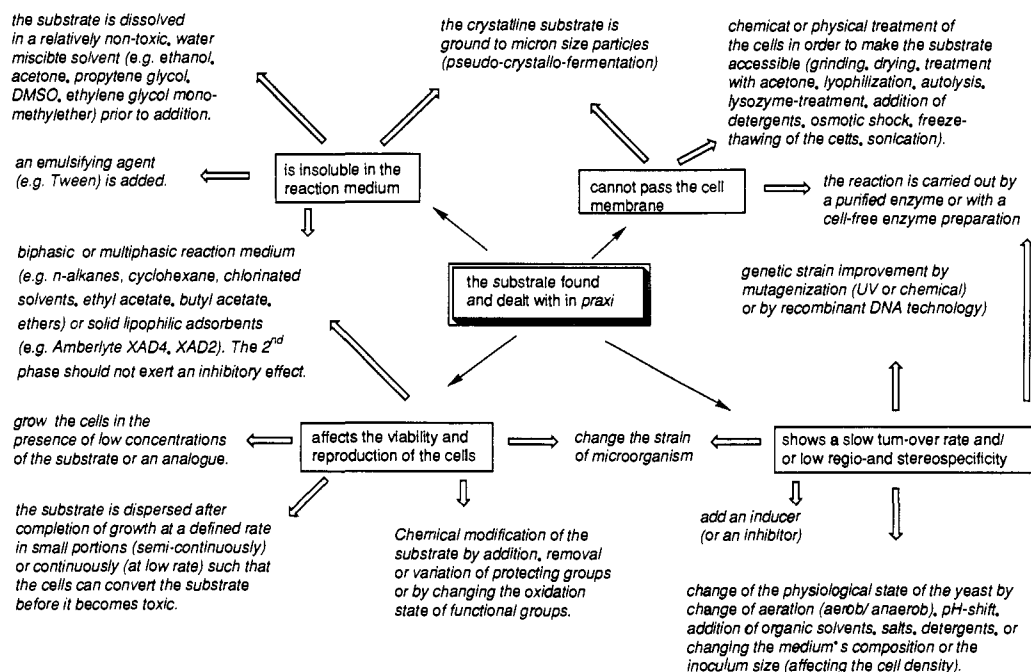 the substrate is dissolved
in a relatively non-toxic, water
miscible solvent (e.g. ethanol,
acetone, propytene glycol,
DMSO, ethylene glycol mono-
methylether) prior to addition.
the crystalline substrate is
ground to micron size particles
(pseudo-crystallo-fermentation)
chemicat or physical treatment of
the cells in order to make the substrate
accessible (grinding, drying, treatment
with acetone, lyophilization, autolysis,
lysozyme-treatment, addition of
detergents, osmotic shock, freeze-
thawing of the cetts, sonication).
an emulsifying agent
(e.g. Tween) is added.
is insoluble in the
reaction medium
cannot pass the cell
membrane
the reaction is carried out by
a purified enzyme or with a
cell-free enzyme preparation
biphasic or multiphasic reaction medium
(e.g. n-alkanes, cyclohexane, chlorinated
solvents, ethyl acetate, butyl acetate,
ethers) or solid lipophilic adsorbents
(e.g. Amberlyte XAD4, XAD2). The 2nd
phase should not exert an inhibitory effect.
the substrale found
and dealt with in praxi
genetic strain improvement by
mutagenization (UV or chemical)
or by recombinant DNA technology)
grow the cells in the
presence of low concentrations
of the substrate or an analogue.
affects the viability and
reproduction of the cells
change the strain
of microorganism
shows a slow turn-over rate and/
or low regio-and stereospecificity
the substrate is dispersed after
completion of growth at a defined rate
in small portions (semi-continuously)
or continuously (at low rate) such that
the cells can convert the substrate
before it becomes toxic.
Chemical modification of the
substrate by addition, removal
or variation of protecting groups
or by changing the oxidation
state of functional groups.
add an inducer
(or an inhibitor)
change of the physiological state of the yeast by
change of aeration (aerob/ anaerob), pH-shift,
addition of organic solvents, salts, detergents, or
changing the medium's composition or the
inoculum size (affecting the cell density).